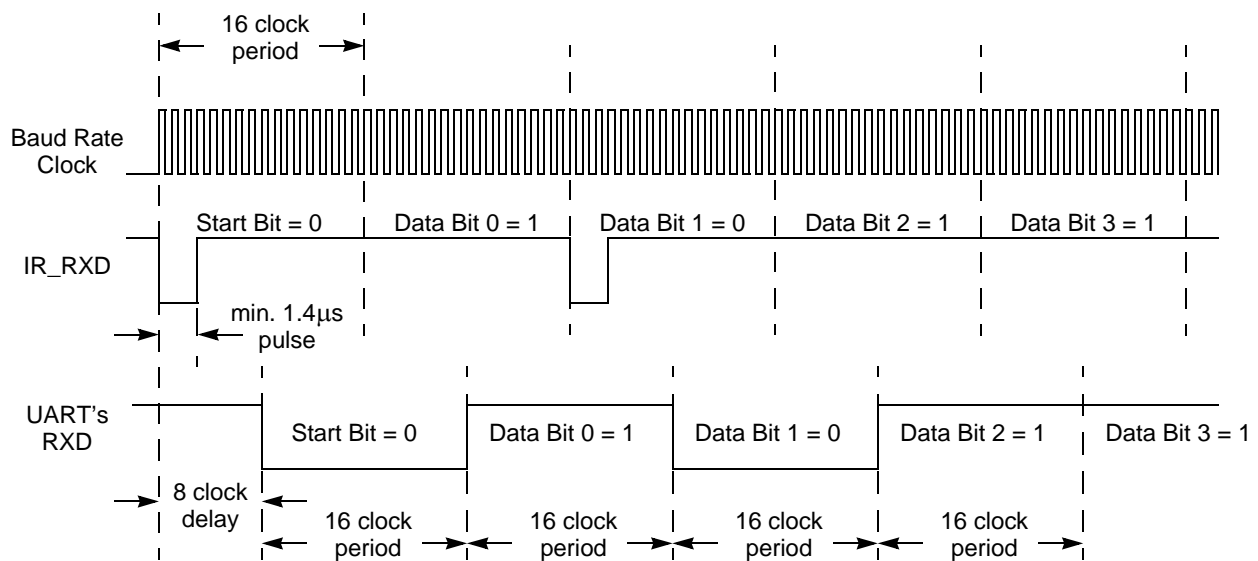 16 clock
period
Baud Rate
Clock
Start Bit = 0
Data Bit 0 = 1
Data Bit 1 = 0
Data Bit 2 = 1
Data Bit 3 = 1
IR_RXD
min. 1.4μs
pulse
UART's
RXD
Start Bit = 0
Data Bit 0 = 1
Data Bit 1 = 0
Data Bit 2 = 1
Data Bit 3 = 1
8 clock
delay
16 clock
period
16 clock
period
16 clock
period
16 clock
period